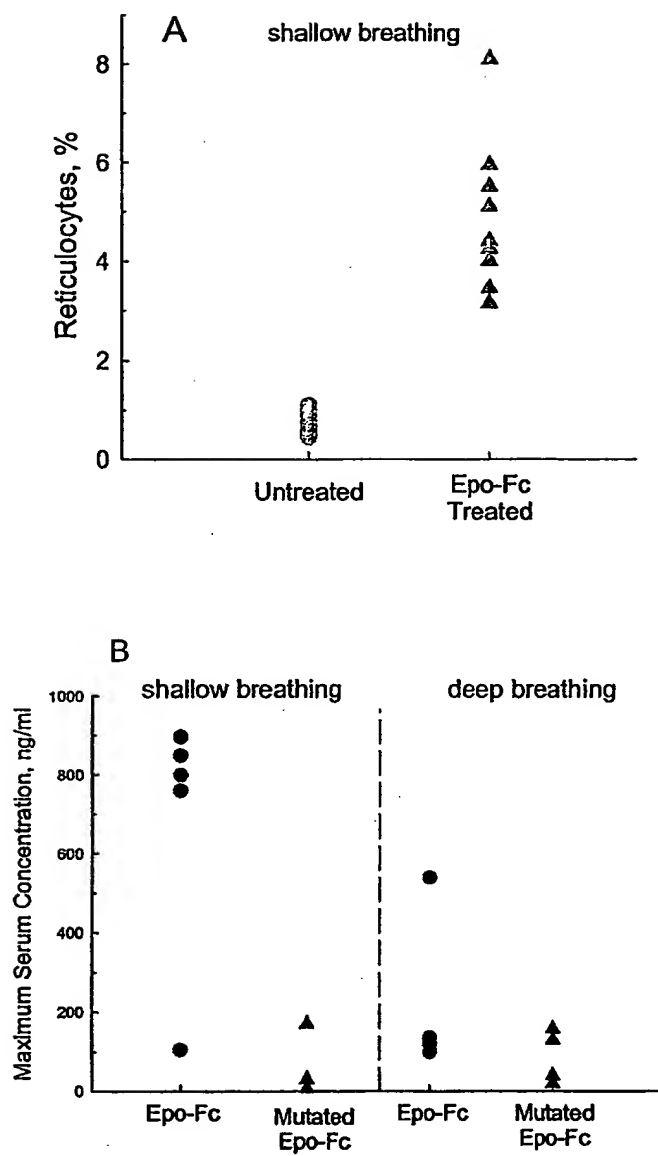 A
shallow breathing
Reticulocytes, %
8
6
4
2
0
Untreated
Epo-Fc
Treated
B
shallow breathing
deep breathing
Maximum Serum Concentration, ng/ml
1000
800
600
400
200
0
Epo-Fc
Mutated
Epo-Fc
Epo-Fc
Mutated
Epo-Fc